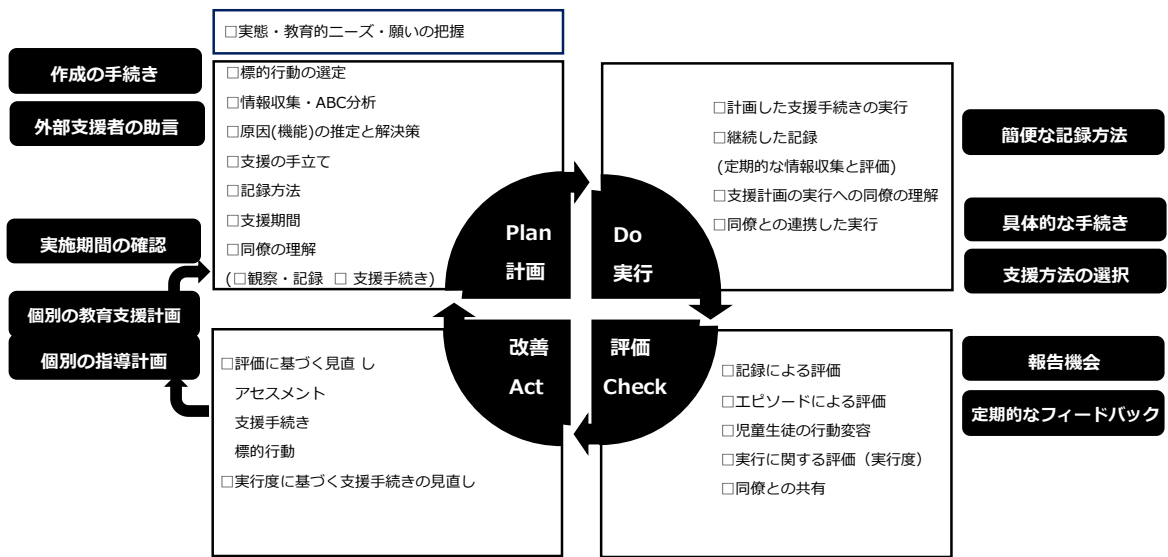 □実態・教育的ニーズ・願いの把握
作成の手続き
外部支援者の助言
実施期間の確認
個別の教育支援計画
個別の指導計画
□標的行動の選定
□情報収集・ABC分析
□原因(機能)の推定と解決策
□支援の手立て
□記録方法
□支援期間
□同僚の理解
(□観察・記録 □ 支援手続き)
Plan
計画
Do
実行
□計画した支援手続きの実行
□継続した記録
(定期的な情報収集と評価)
□支援計画の実行への同僚の理解
□同僚との連携した実行
簡便な記録方法
具体的な手続き
支援方法の選択
□評価に基づく見直 し
アセスメント
支援手続き
標的行動
□実行度に基づく支援手続きの見直し
改善
Act
評価
Check
□記録による評価
□エピソードによる評価
□児童生徒の行動変容
□実行に関する評価（実行度）
□同僚との共有
報告機会
定期的なフィードバック